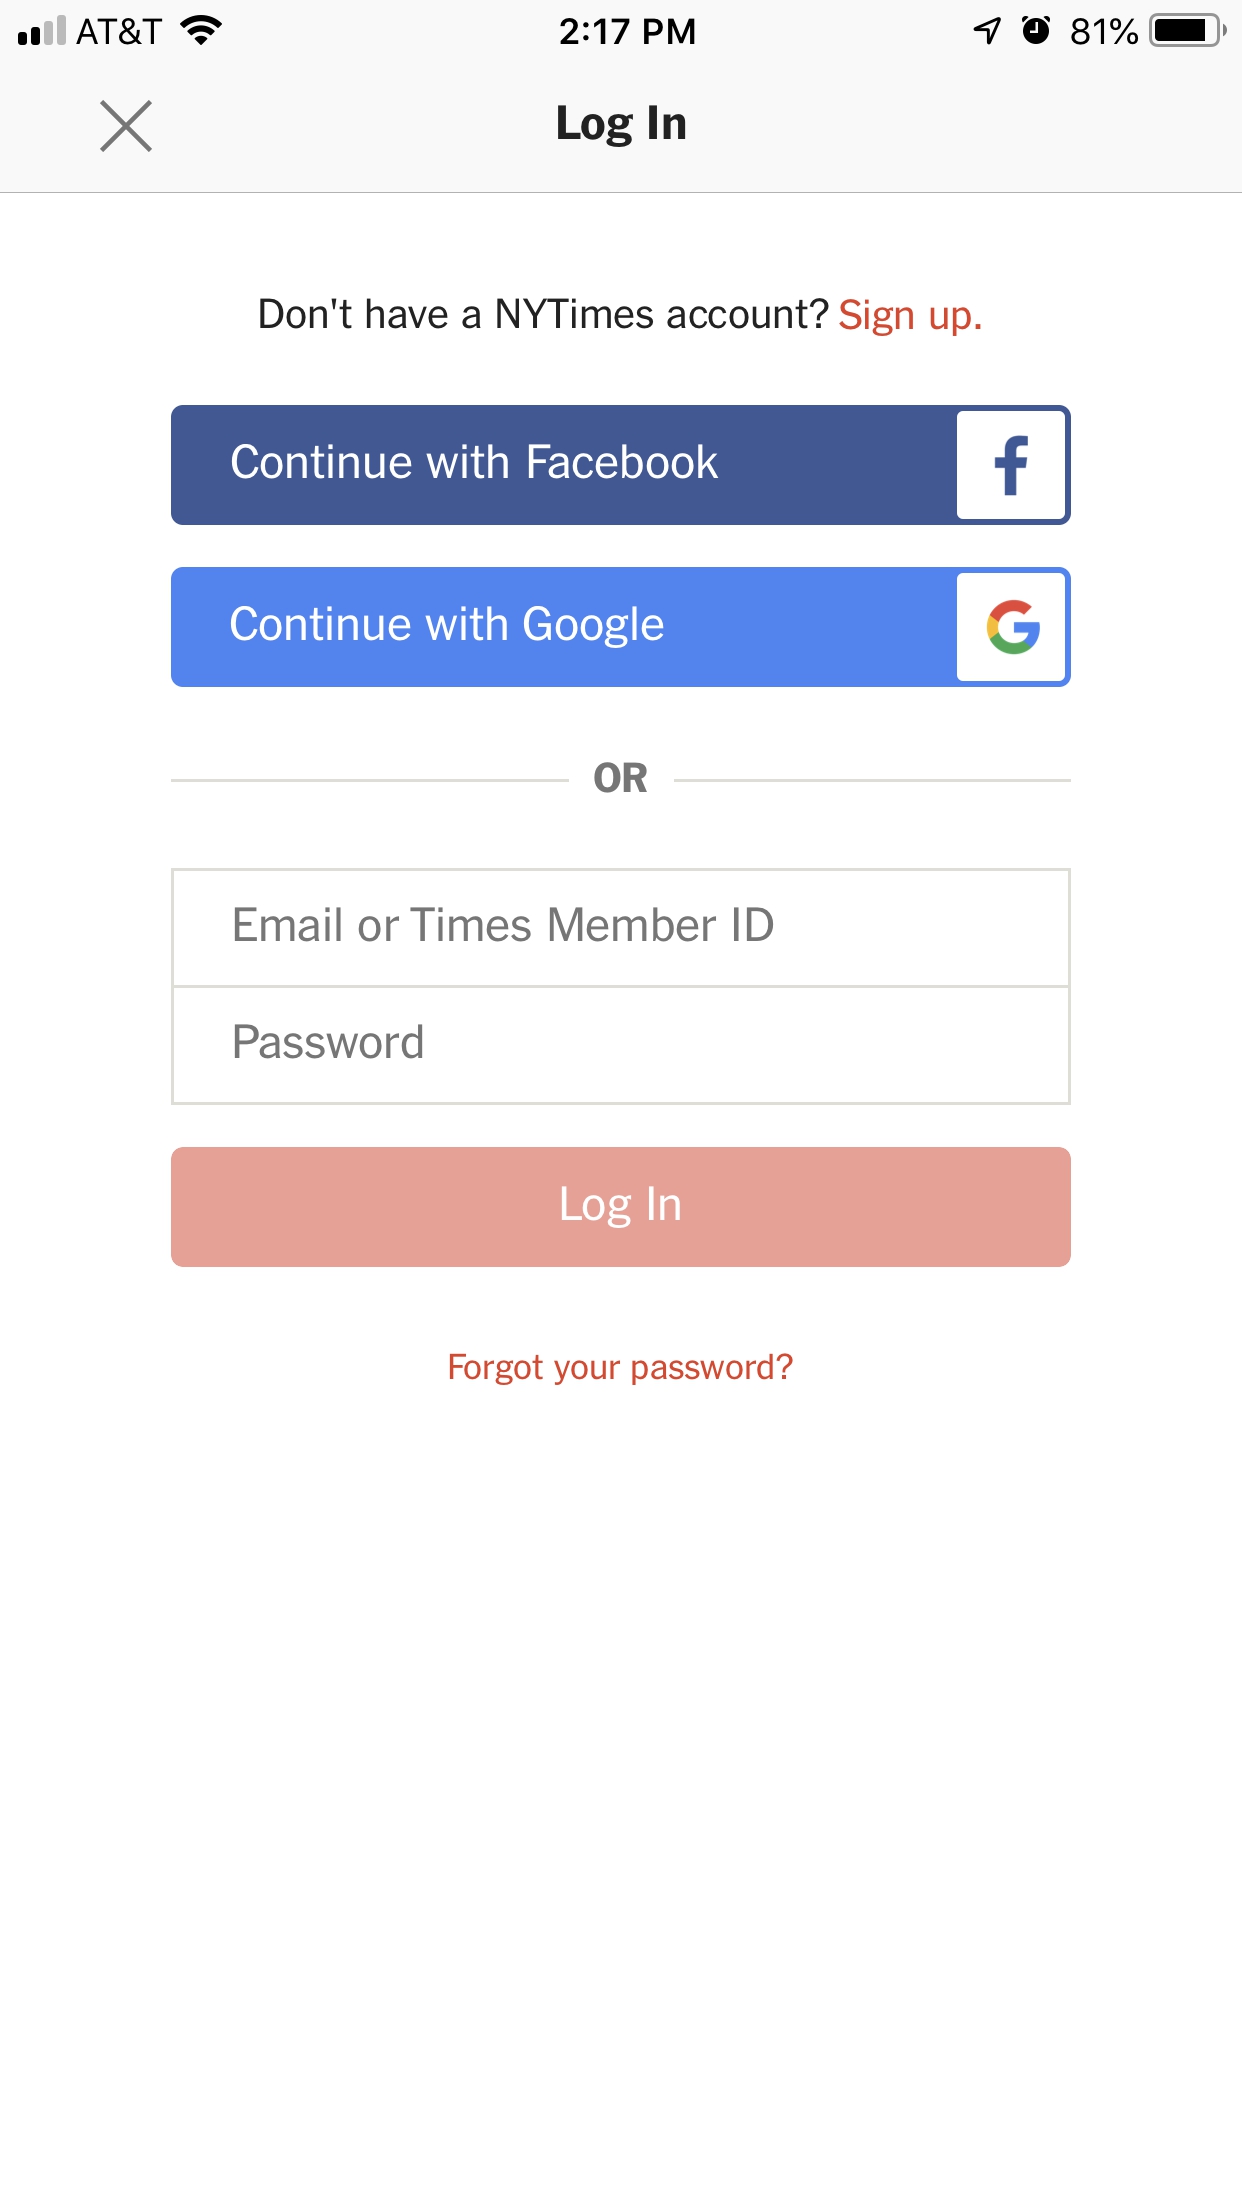 AT&T 2:17 PM 81%
Log In
Don't have a NYTimes account? Sign up.
Continue with Facebook
Continue with Google
OR
Email or Times Member ID
Password
Log In
Forgot your password?